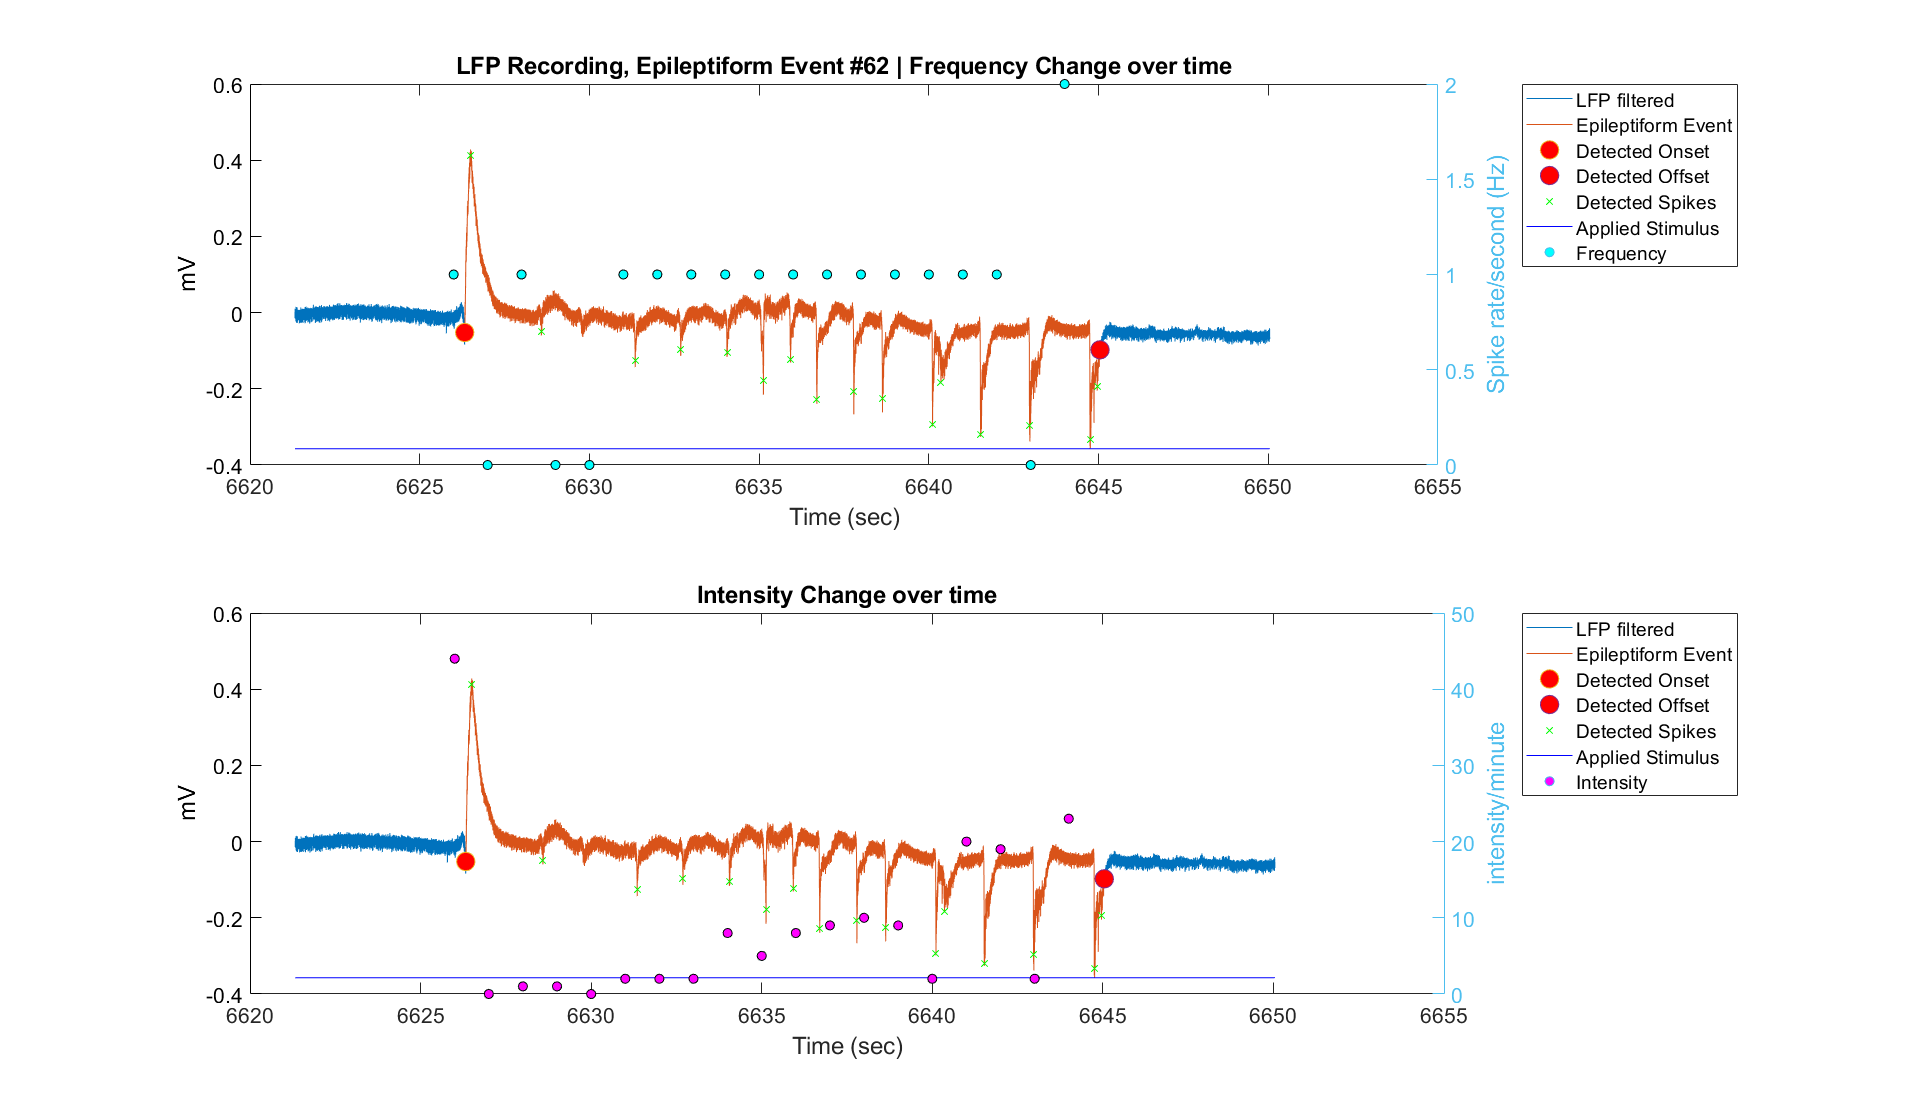 LFP Recording, Epileptiform Event #62 | Frequency Change over time
0.6
0.4
0.2
0
-0.2
-0.4
mV
2
1.5
1
0.5
0
Spike rate/second (Hz)
6620 6625 6630 6635 6640 6645 6650 6655
Time (sec)
LFP filtered
Epileptiform Event
Detected Onset
Detected Offset
Detected Spikes
Applied Stimulus
Frequency
Intensity Change over time
0.6
0.4
0.2
0
-0.2
-0.4
mV
50
40
30
20
10
0
intensity/minute
6620 6625 6630 6635 6640 6645 6650 6655
Time (sec)
LFP filtered
Epileptiform Event
Detected Onset
Detected Offset
Detected Spikes
Applied Stimulus
Intensity